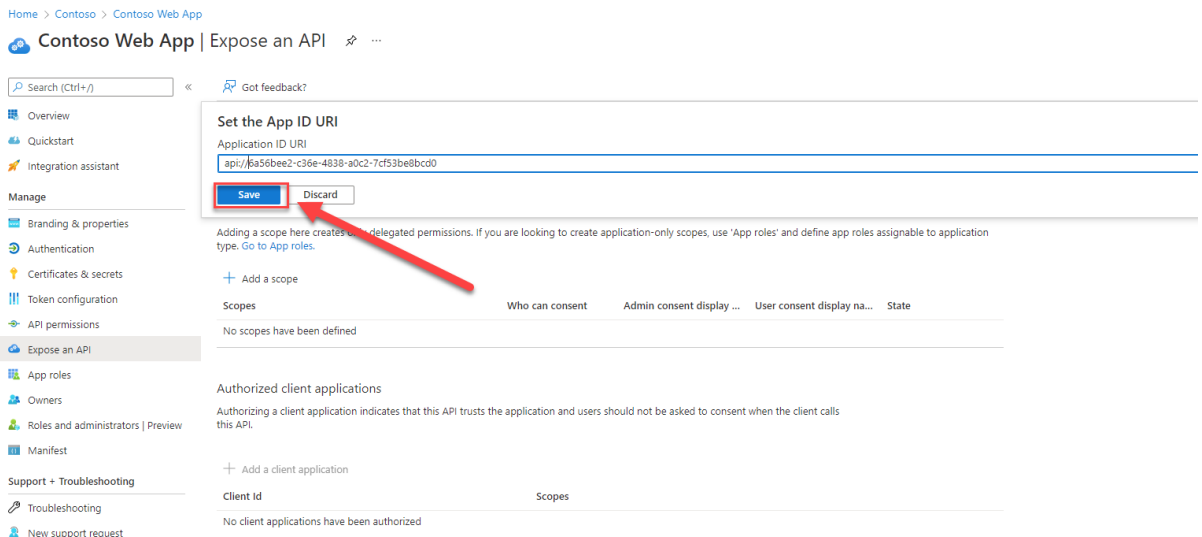 Home > Contoso > Contoso Web App
Contoso Web App | Expose an API
Search (Ctrl+/)
«
Got feedback?
Overview
Quickstart
Integration assistant
Manage
Branding & properties
Authentication
Certificates & secrets
Token configuration
API permissions
Expose an API
App roles
Owners
Roles and administrators | Preview
Manifest
Support + Troubleshooting
Troubleshooting
New support request
Set the App ID URI
Application ID URI
api://6a56bee2-c36e-4838-a0c2-7cf53be8bcd0
Save
Discard
Adding a scope here creates only delegated permissions. If you are looking to create application-only scopes, use 'App roles' and define app roles assignable to application
type. Go to App roles.
Add a scope
Scopes Who can consent Admin consent display ... User consent display na... State
No scopes have been defined
Authorized client applications
Authorizing a client application indicates that this API trusts the application and users should not be asked to consent when the client calls
this API.
Add a client application
Client Id Scopes
No client applications have been authorized